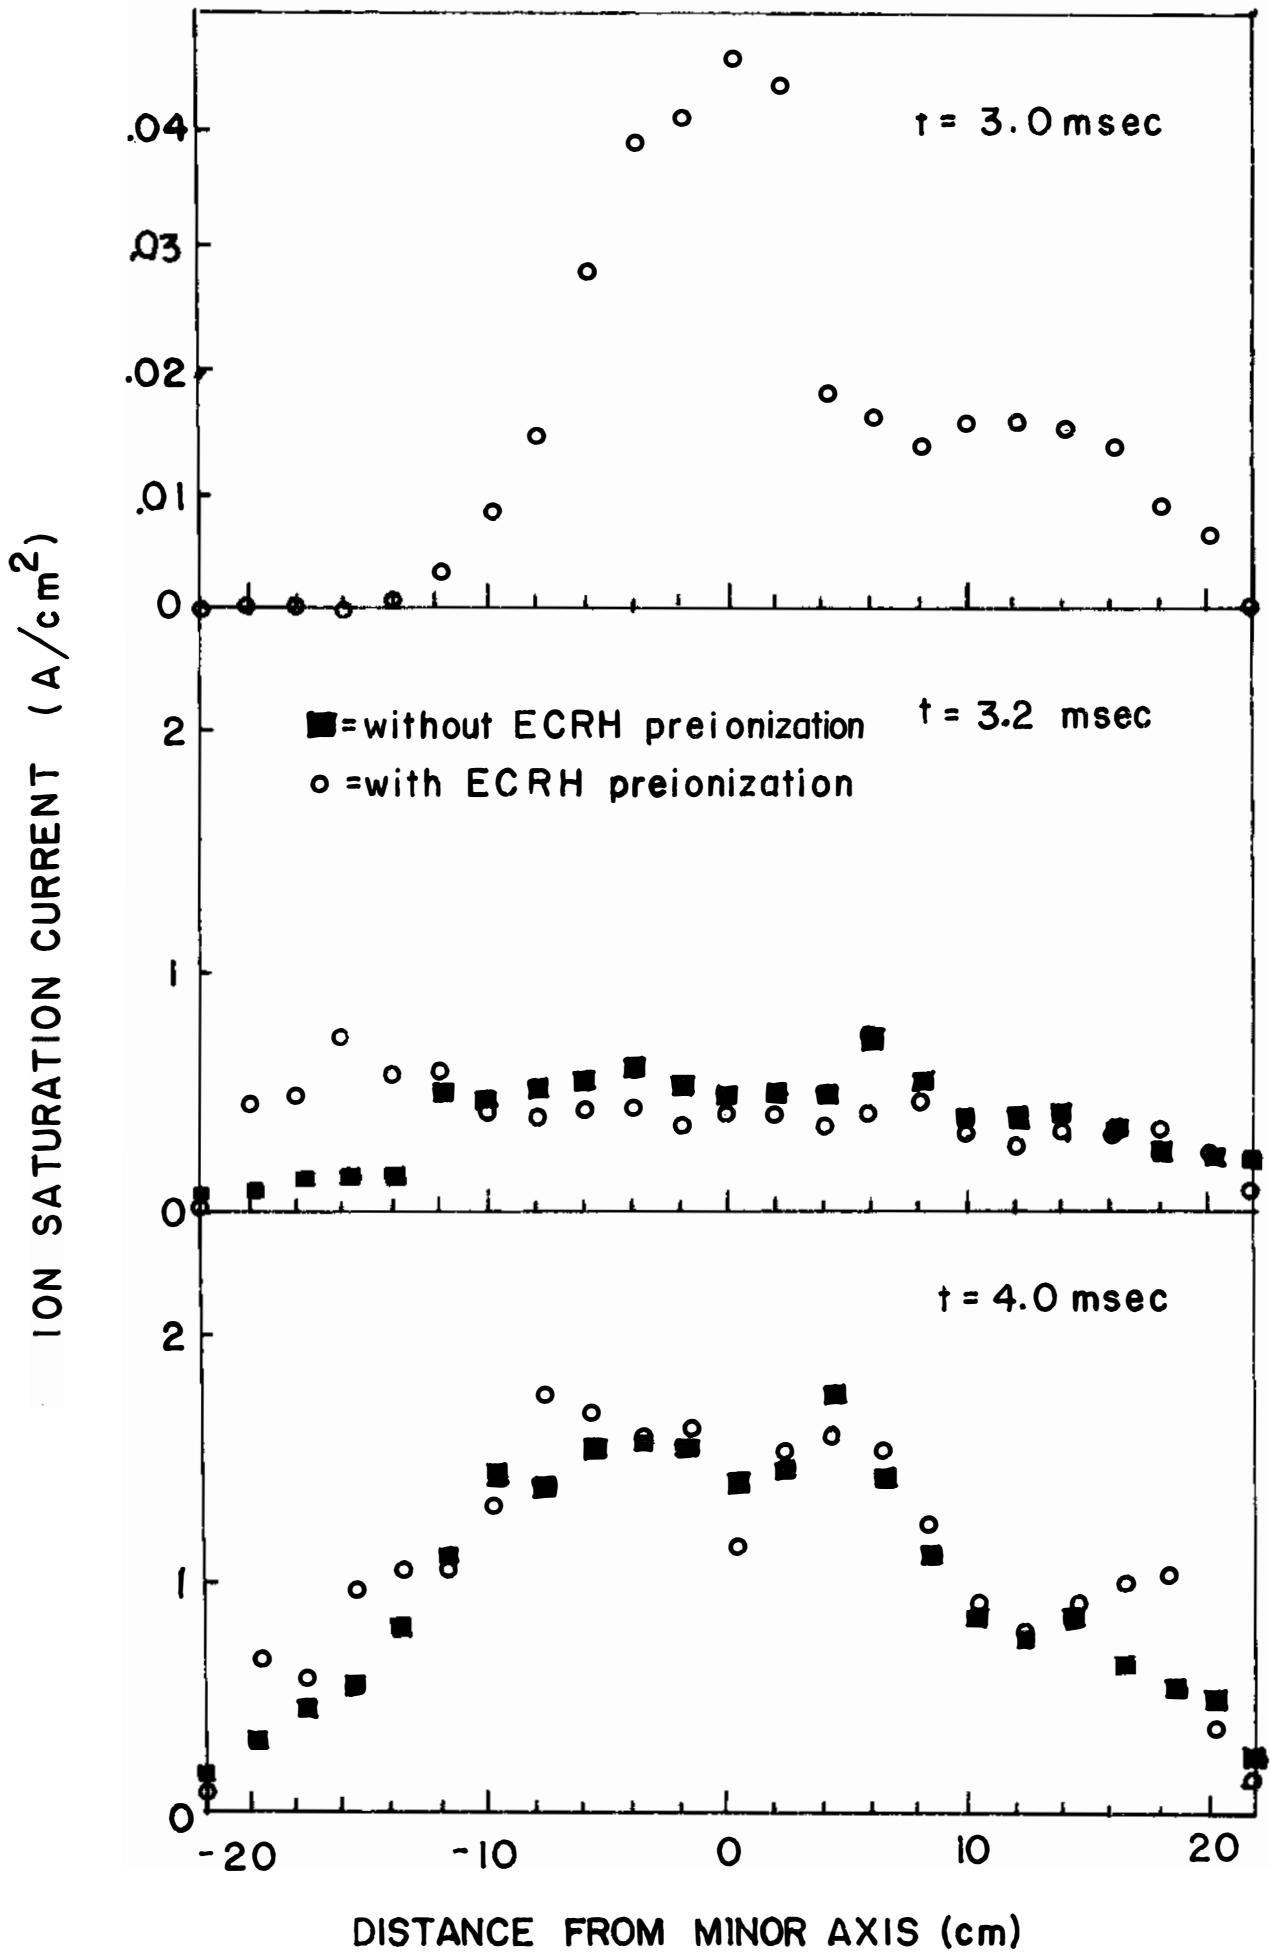 t = 3.0 msec
.04
.03
.02
.01
0
■ = without ECRH preionization
t = 3.2 msec
o = with ECRH preionization
2
1
0
t = 4.0 msec
2
1
0
-20 -10 0 10 20
DISTANCE FROM MINOR AXIS (cm)
ION SATURATION CURRENT (A/cm²)